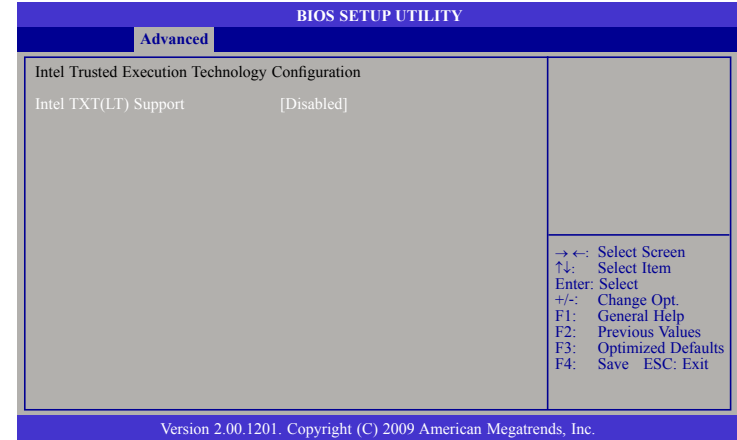 BIOS SETUP UTILITY
Advanced
Intel Trusted Execution Technology Configuration
Intel TXT(LT) Support [Disabled]
→ ←: Select Screen
↑↓: Select Item
Enter: Select
+/-: Change Opt.
F1: General Help
F2: Previous Values
F3: Optimized Defaults
F4: Save ESC: Exit
Version 2.00.1201. Copyright (C) 2009 American Megatrends, Inc.